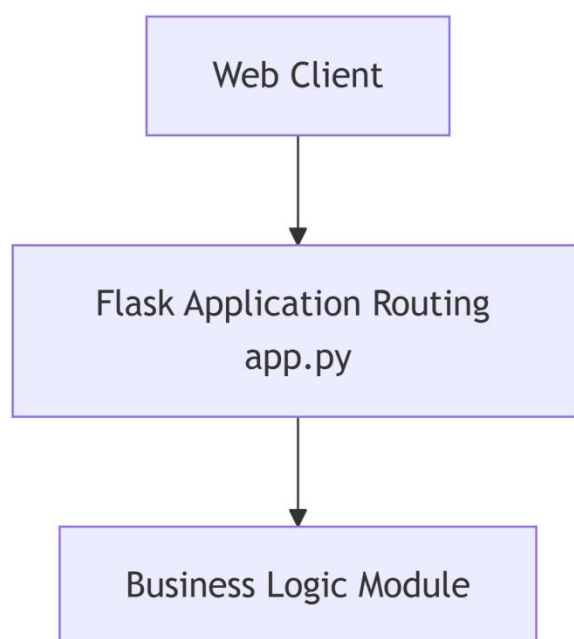 Web Client
Flask Application Routing
app.py
Business Logic Module